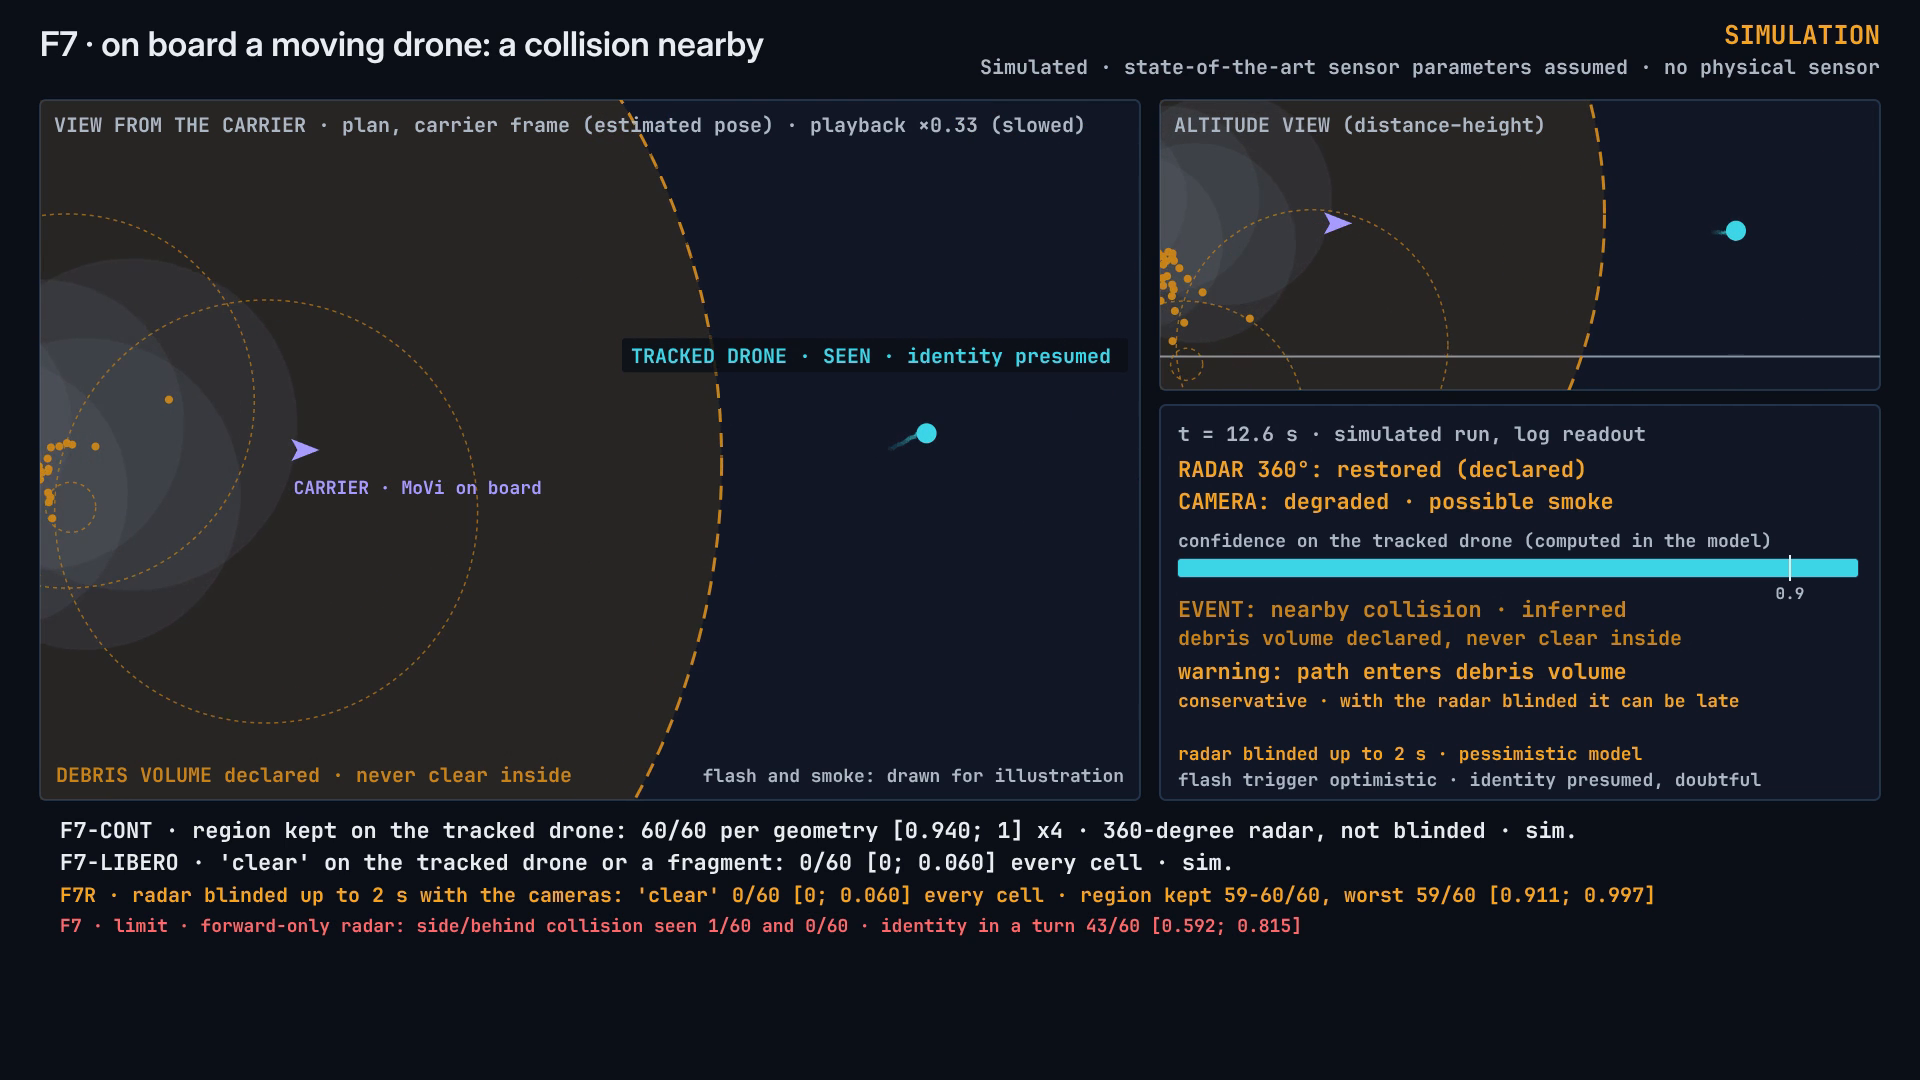 F7 · on board a moving drone: a collision nearby
SIMULATION
Simulated · state-of-the-art sensor parameters assumed · no physical sensor
VIEW FROM THE CARRIER · plan, carrier frame (estimated pose) · playback ×0.33 (slowed)
TRACKED DRONE · SEEN · identity presumed
CARRIER · MoVi on board
DEBRIS VOLUME declared · never clear inside
flash and smoke: drawn for illustration
ALTITUDE VIEW (distance-height)
t = 12.6 s · simulated run, log readout
RADAR 360°: restored (declared)
CAMERA: degraded · possible smoke
confidence on the tracked drone (computed in the model)
0.9
EVENT: nearby collision · inferred
debris volume declared, never clear inside
warning: path enters debris volume
conservative · with the radar blinded it can be late
radar blinded up to 2 s · pessimistic model
flash trigger optimistic · identity presumed, doubtful
F7-CONT · region kept on the tracked drone: 60/60 per geometry [0.940; 1] x4 · 360-degree radar, not blinded · sim.
F7-LIBERO · 'clear' on the tracked drone or a fragment: 0/60 [0; 0.060] every cell · sim.
F7R · radar blinded up to 2 s with the cameras: 'clear' 0/60 [0; 0.060] every cell · region kept 59-60/60, worst 59/60 [0.911; 0.997]
F7 · limit · forward-only radar: side/behind collision seen 1/60 and 0/60 · identity in a turn 43/60 [0.592; 0.815]